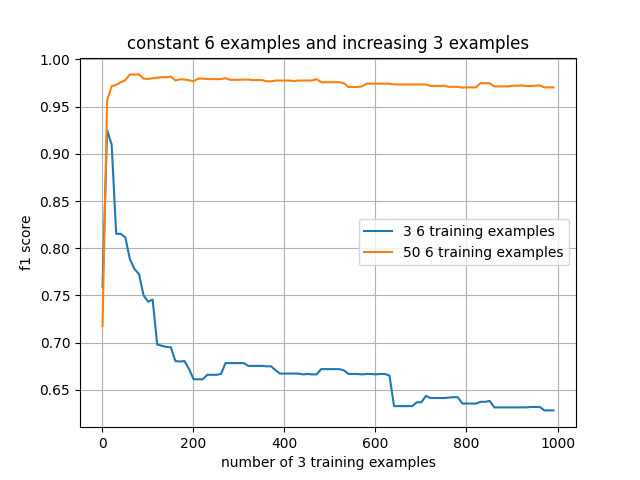 constant 6 examples and increasing 3 examples
1.00
0.95
0.90
0.85
0.80
0.75
0.70
0.65
f1 score
3 6 training examples
50 6 training examples
0 200 400 600 800 1000
number of 3 training examples